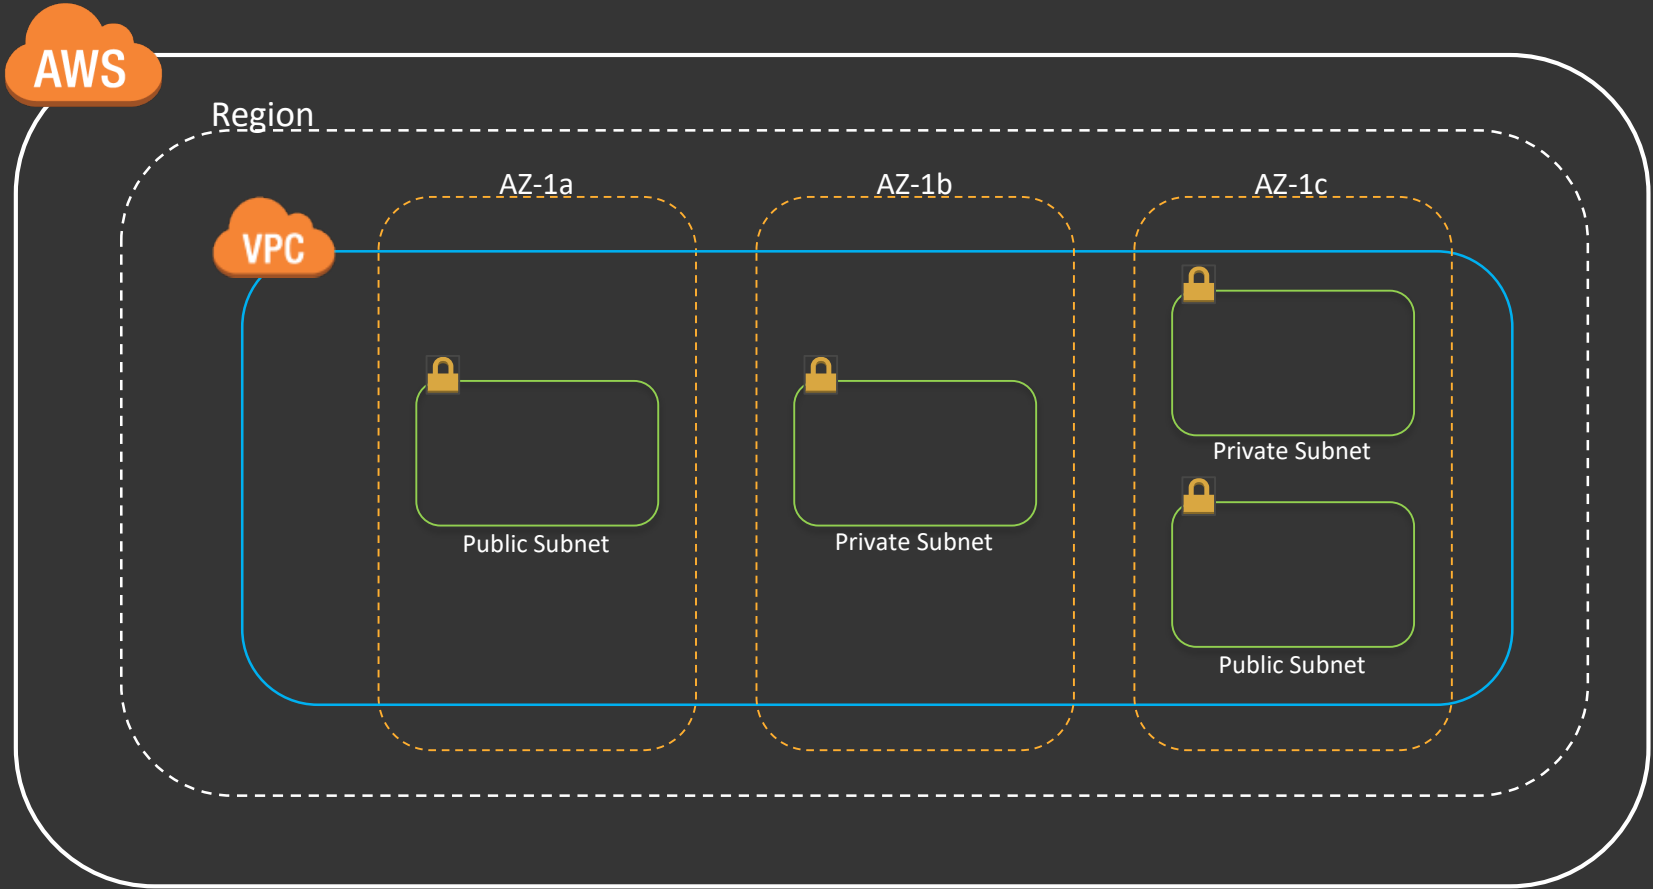 AWS
Region
AZ-1a
AZ-1b
AZ-1c
VPC
Public Subnet
Private Subnet
Private Subnet
Public Subnet